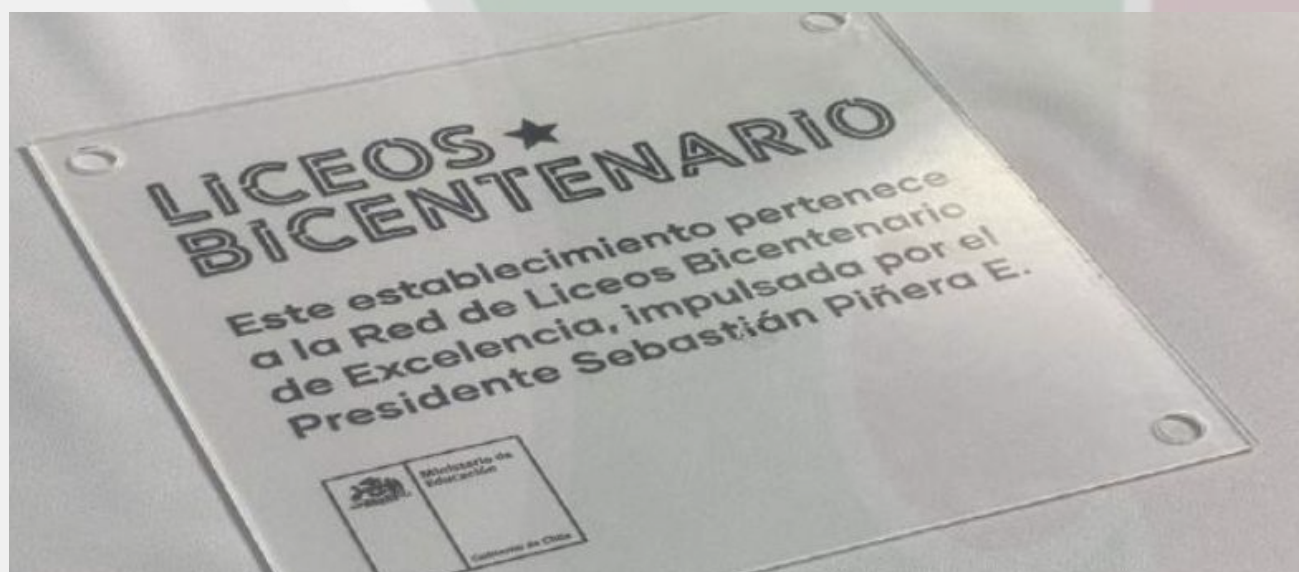 LICEOS ★
BICENTENARIO
Este establecimiento pertenece
a la Red de Liceos Bicentenario
de Excelencia, impulsada por el
Presidente Sebastián Piñera E.
Ministerio de
Educación
Gobierno de Chile